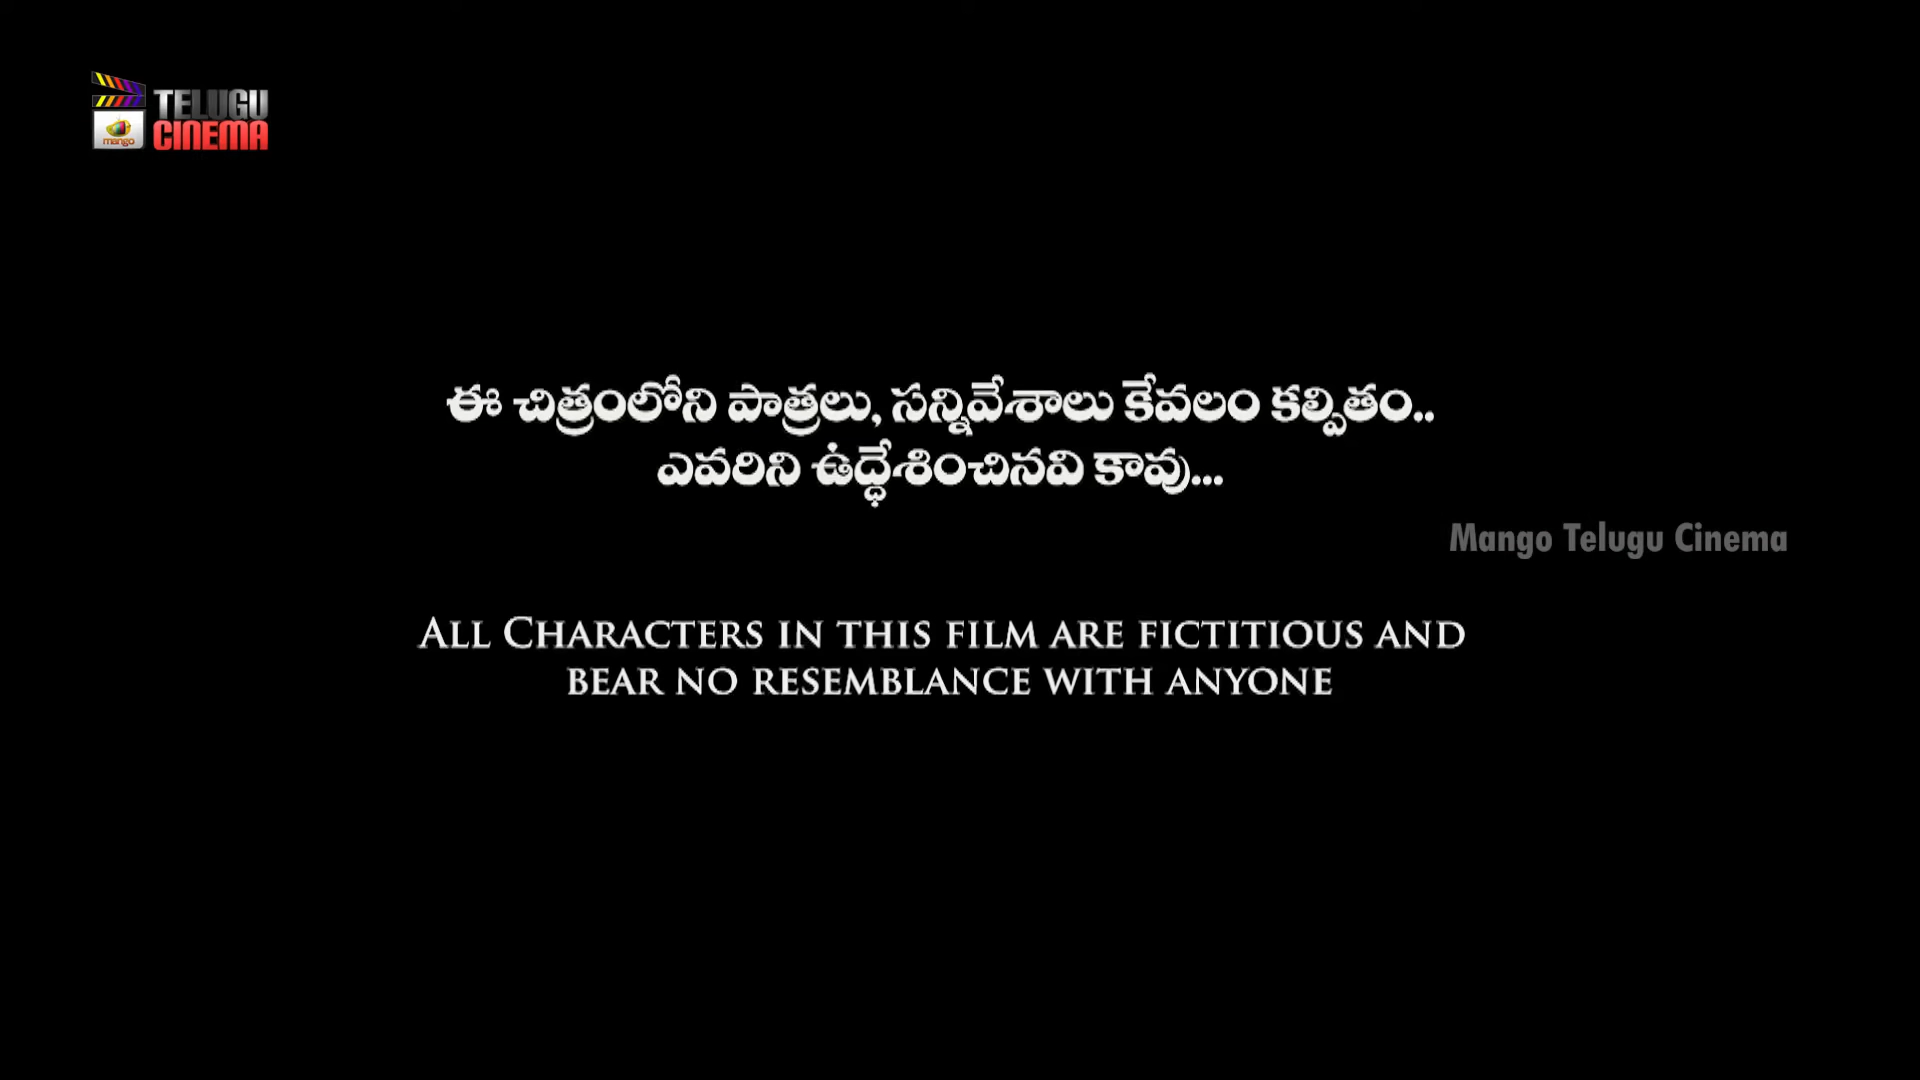 TELUGU
CINEMA
mango
ఈ చిత్రంలోని పాత్రలు, సన్నివేశాలు కేవలం కల్పితం..
ఎవరిని ఉద్ధేశించినవి కావు...
Mango Telugu Cinema
ALL CHARACTERS IN THIS FILM ARE FICTITIOUS AND
BEAR NO RESEMBLANCE WITH ANYONE